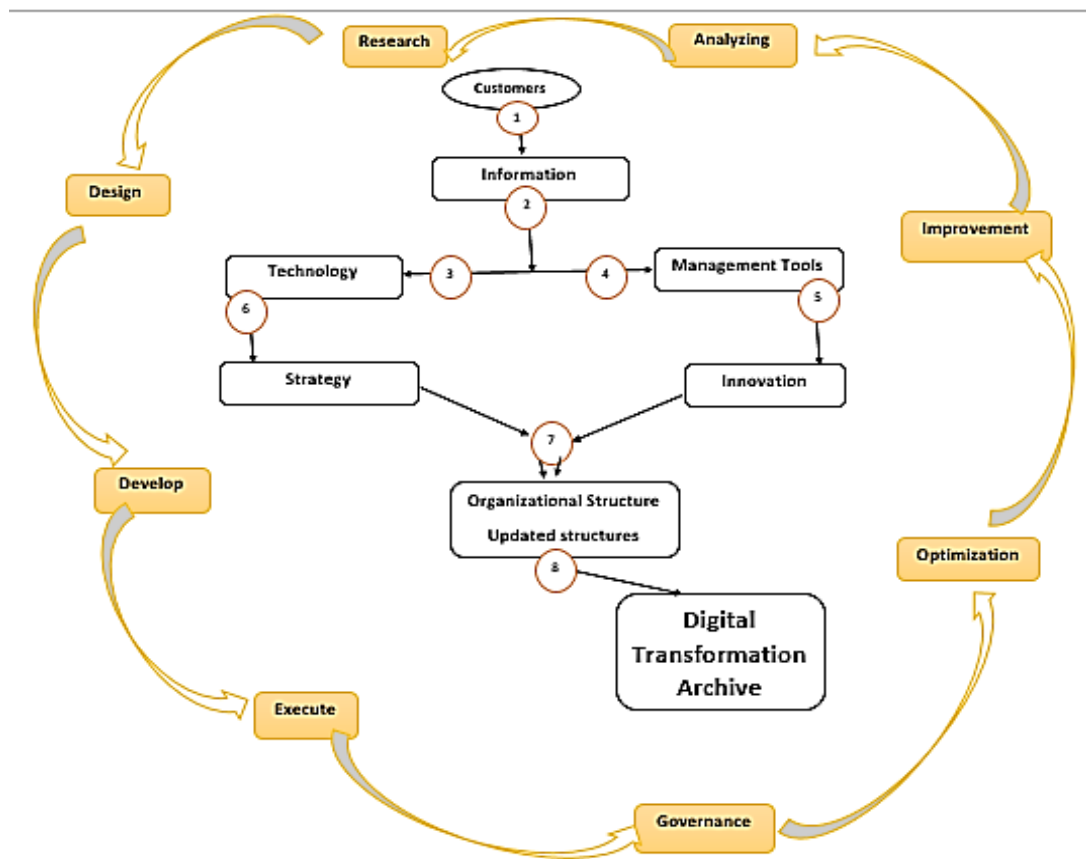 Research
Analyzing
Customers
1
Information
Design
2
Improvement
Technology
3
4
Management Tools
6
5
Strategy
Innovation
7
Develop
Organizational Structure
Updated structures
8
Optimization
Digital
Transformation
Archive
Execute
Governance